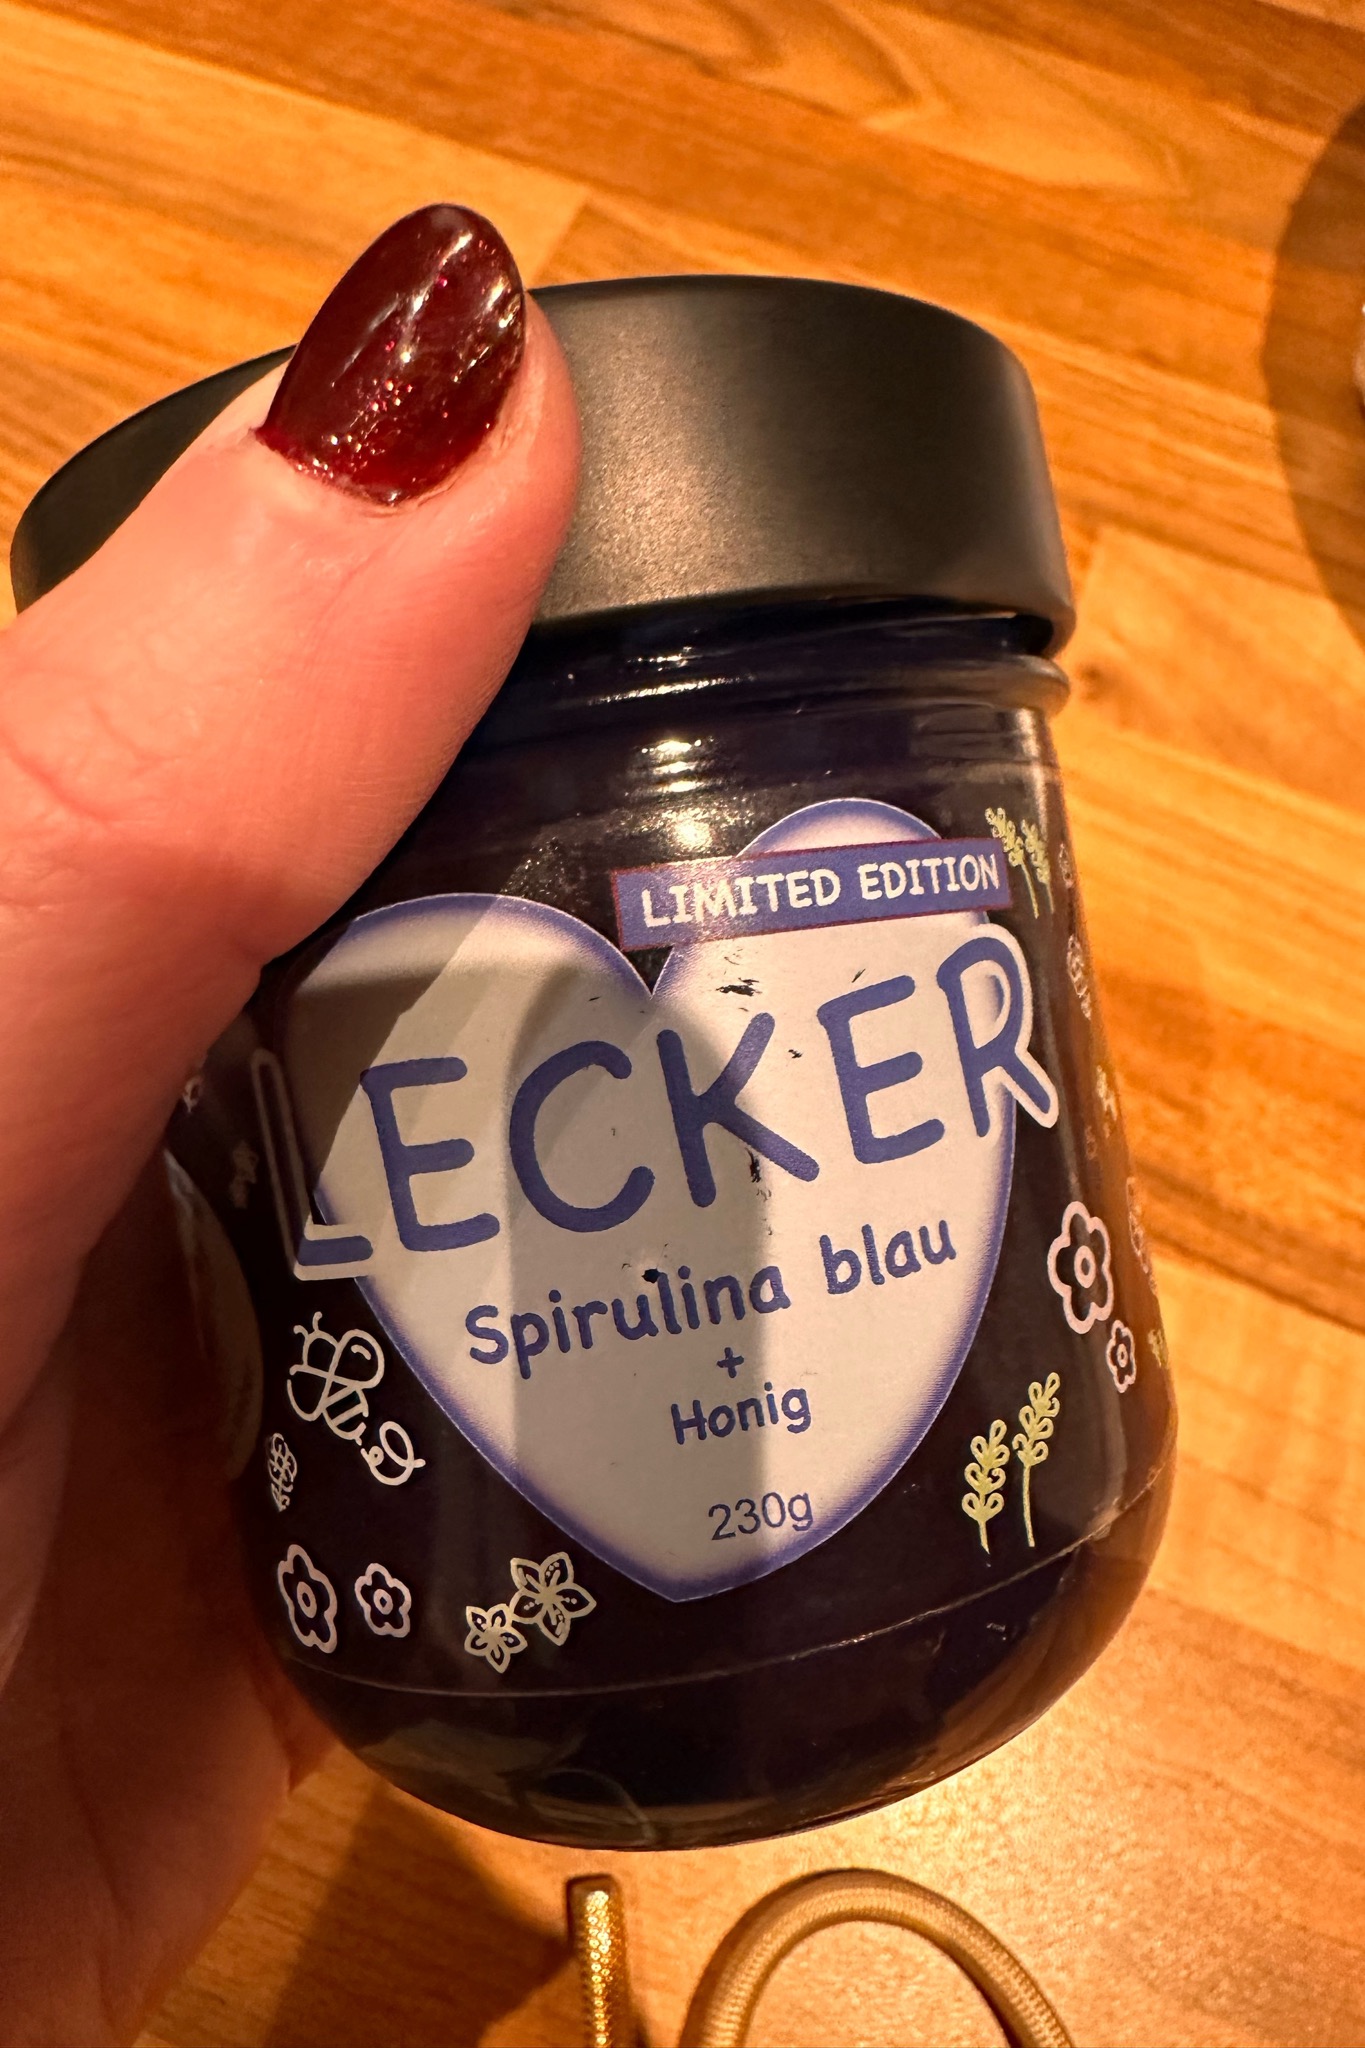 LIMITED EDITION
LECKER
Spirulina blau
+
Honig
230g